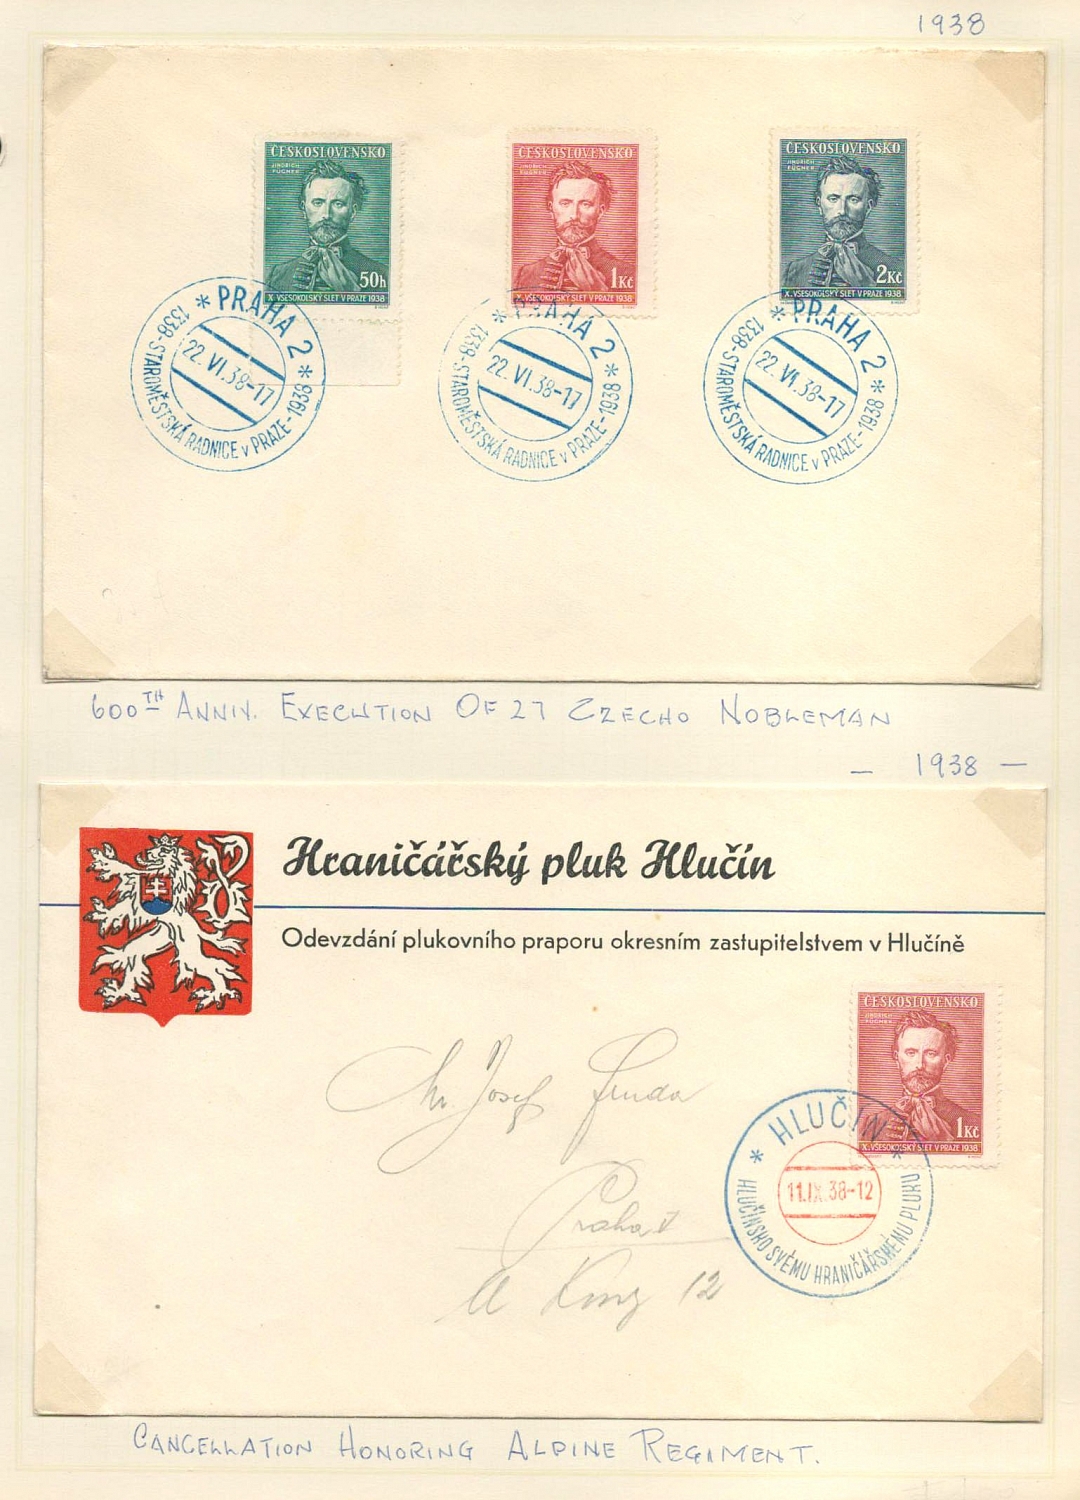 1938
ČESKOSLOVENSKO
JINDŘICH
FÜGNER
50h
X. VŠESOKOLSKÝ SLET V PRAZE 1938
ČESKOSLOVENSKO
JINDŘICH
FÜGNER
1Kč
X. VŠESOKOLSKÝ SLET V PRAZE 1938
ČESKOSLOVENSKO
JINDŘICH
FÜGNER
2Kč
X. VŠESOKOLSKÝ SLET V PRAZE 1938
* PRAHA 2 *
22.VI.38-17
1338-STAROMĚSTSKÁ RADNICE v PRAZE-1938
* PRAHA 2 *
22.VI.38-17
1338-STAROMĚSTSKÁ RADNICE v PRAZE-1938
* PRAHA 2 *
22.VI.38-17
1338-STAROMĚSTSKÁ RADNICE v PRAZE-1938
600TH ANNIV. EXECUTION OF 27 CZECHO NOBLEMAN
- 1938 -
Hraničářský pluk Hlučín
Odevzdání plukovního praporu okresním zastupitelstvem v Hlučíně
ČESKOSLOVENSKO
JINDŘICH
FÜGNER
1Kč
X. VŠESOKOLSKÝ SLET V PRAZE 1938
* HLUČÍN *
11.IX.38-12
HLUČÍNSKO SVÉMU HRANIČÁŘSKÉMU PLUKU
Josef
Praha
12
CANCELLATION HONORING ALPINE REGIMENT.